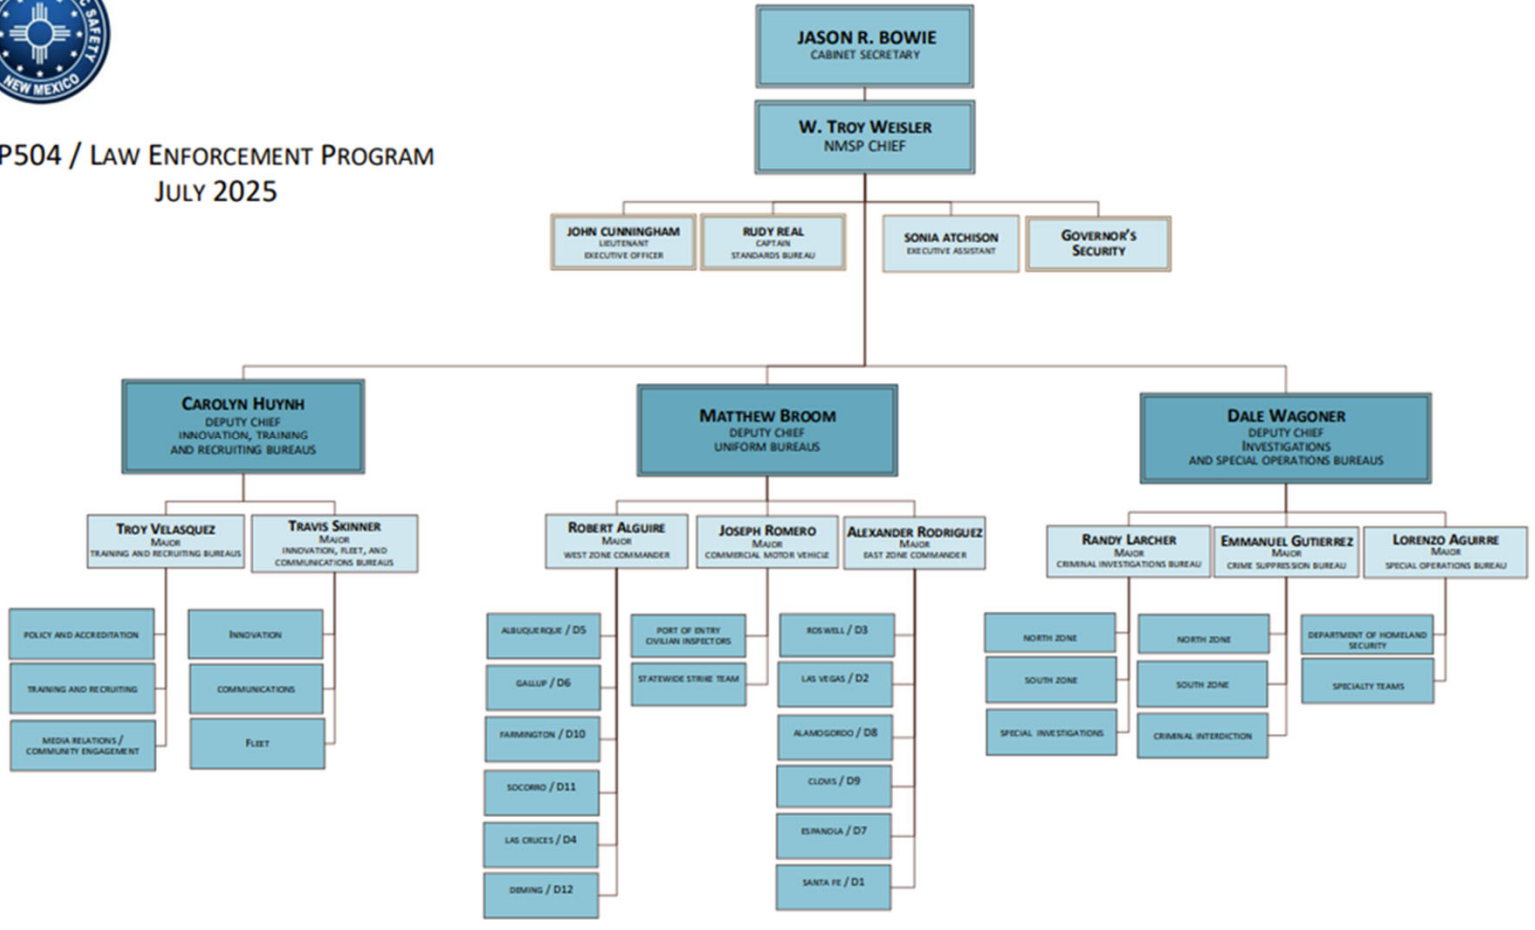 C SAFETY
NEW MEXICO
P504 / LAW ENFORCEMENT PROGRAM
JULY 2025
JASON R. BOWIE
CABINET SECRETARY
W. TROY WEISLER
NMSP CHIEF
JOHN CUNNINGHAM
LIEUTENANT
EXECUTIVE OFFICER
RUDY REAL
CAPTAIN
STANDARDS BUREAU
SONIA ATCHISON
EXECUTIVE ASSISTANT
GOVERNOR'S
SECURITY
CAROLYN HUYNH
DEPUTY CHIEF
INNOVATION, TRAINING
AND RECRUITING BUREAUS
MATTHEW BROOM
DEPUTY CHIEF
UNIFORM BUREAUS
DALE WAGONER
DEPUTY CHIEF
INVESTIGATIONS
AND SPECIAL OPERATIONS BUREAUS
TROY VELASQUEZ
MAJOR
TRAINING AND RECRUITING BUREAUS
TRAVIS SKINNER
MAJOR
INNOVATION, FLEET, AND
COMMUNICATIONS BUREAUS
ROBERT ALGUIRE
MAJOR
WEST ZONE COMMANDER
JOSEPH ROMERO
MAJOR
COMMERCIAL MOTOR VEHICLE
ALEXANDER RODRIGUEZ
MAJOR
EAST ZONE COMMANDER
RANDY LARCHER
MAJOR
CRIMINAL INVESTIGATIONS BUREAU
EMMANUEL GUTIERREZ
MAJOR
CRIME SUPPRESSION BUREAU
LORENZO AGUIRRE
MAJOR
SPECIAL OPERATIONS BUREAU
POLICY AND ACCREDITATION
TRAINING AND RECRUITING
MEDIA RELATIONS /
COMMUNITY ENGAGEMENT
INNOVATION
COMMUNICATIONS
FLEET
ALBUQUERQUE / D5
GALLUP / D6
FARMINGTON / D10
SOCORRO / D11
LAS CRUCES / D4
DEMING / D12
PORT OF ENTRY
CIVILIAN INSPECTORS
STATEWIDE STRIKE TEAM
ROSWELL / D3
LAS VEGAS / D2
ALAMOGORDO / D8
CLOVIS / D9
ESPANOLA / D7
SANTA FE / D1
NORTH ZONE
SOUTH ZONE
SPECIAL INVESTIGATIONS
NORTH ZONE
SOUTH ZONE
CRIMINAL INTERDICTION
DEPARTMENT OF HOMELAND
SECURITY
SPECIALTY TEAMS